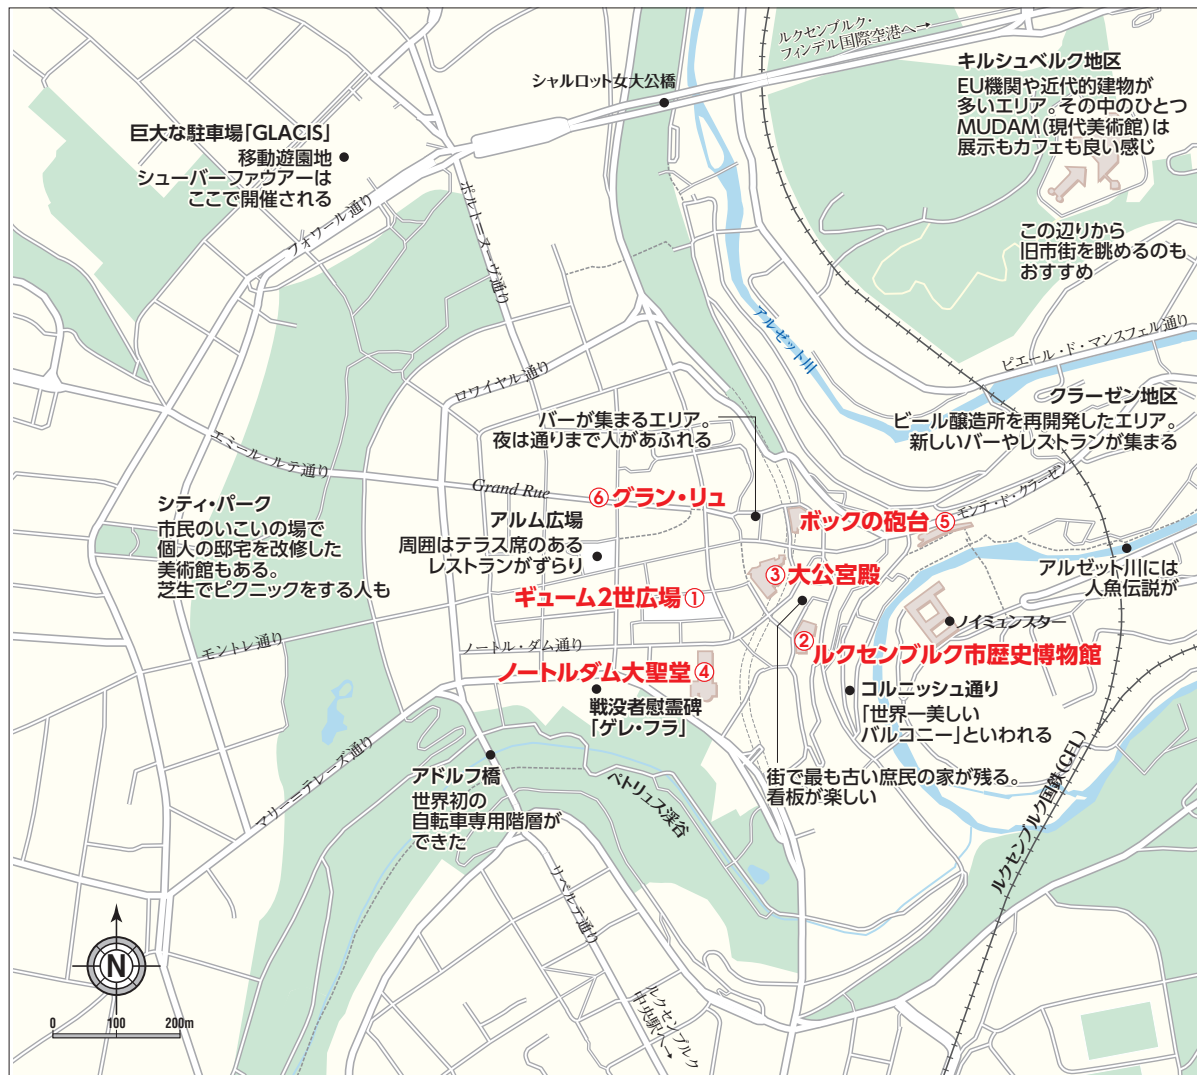 ルクセンブルク・
フィンデル国際空港へ→
キルシュベルク地区
EU機関や近代的建物が
多いエリア。その中のひとつ
MUDAM(現代美術館)は
展示もカフェも良い感じ
シャルロット女大公橋
巨大な駐車場「GLACIS」
移動遊園地
シューバーファウアーは
ここで開催される
フォワール通り
ポルト=ヌーヴ通り
この辺りから
旧市街を眺めるのも
おすすめ
アルゼット川
ピエール・ド・マンスフェル通り
ロワイヤル通り
クラーゼン地区
ビール醸造所を再開発したエリア。
新しいバーやレストランが集まる
バーが集まるエリア。
夜は通りまで人があふれる
エミール・ルテ通り
Grand Rue
⑥グラン・リュ
モンテ・ド・クラーゼン
ボックの砲台⑤
シティ・パーク
市民のいこいの場で
個人の邸宅を改修した
美術館もある。
芝生でピクニックをする人も
アルム広場
周囲はテラス席のある
レストランがずらり
③大公宮殿
アルゼット川には
人魚伝説が
ギューム2世広場①
ノイミュンスター
モントレ通り
ノートル・ダム通り
②
ルクセンブルク市歴史博物館
ノートルダム大聖堂④
戦没者慰霊碑
「ゲレ・フラ」
コルニッシュ通り
「世界一美しい
バルコニー」といわれる
マリー=テレーズ通り
アドルフ橋
世界初の
自転車専用階層が
できた
ペトリュス渓谷
街で最も古い庶民の家が残る。
看板が楽しい
ルクセンブルク国鉄(CFL)
リベルテ通り
ルクセンブルク
中央駅へ→
N
0 100 200m